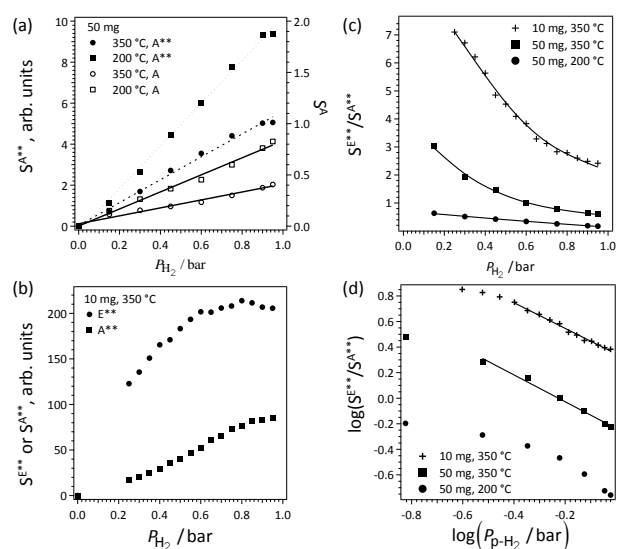 (a)
50 mg
350 °C, A**
200 °C, A**
350 °C, A
200 °C, A
S^A**, arb. units
10
8
6
4
2
0
2.0
1.5
1.0
0.5
0.0
S^A
0.0 0.2 0.4 0.6 0.8 1.0
P_H2 / bar
(b)
10 mg, 350 °C
E**
A**
S^E** or S^A**, arb. units
200
150
100
50
0
0.0 0.2 0.4 0.6 0.8 1.0
P_H2 / bar
(c)
10 mg, 350 °C
50 mg, 350 °C
50 mg, 200 °C
S^E**/S^A**
7
6
5
4
3
2
1
0
0.0 0.2 0.4 0.6 0.8 1.0
P_H2 / bar
(d)
log(S^E**/S^A**)
0.8
0.6
0.4
0.2
0.0
-0.2
-0.4
-0.6
10 mg, 350 °C
50 mg, 350 °C
50 mg, 200 °C
-0.8 -0.6 -0.4 -0.2
log(P_p-H2 / bar)